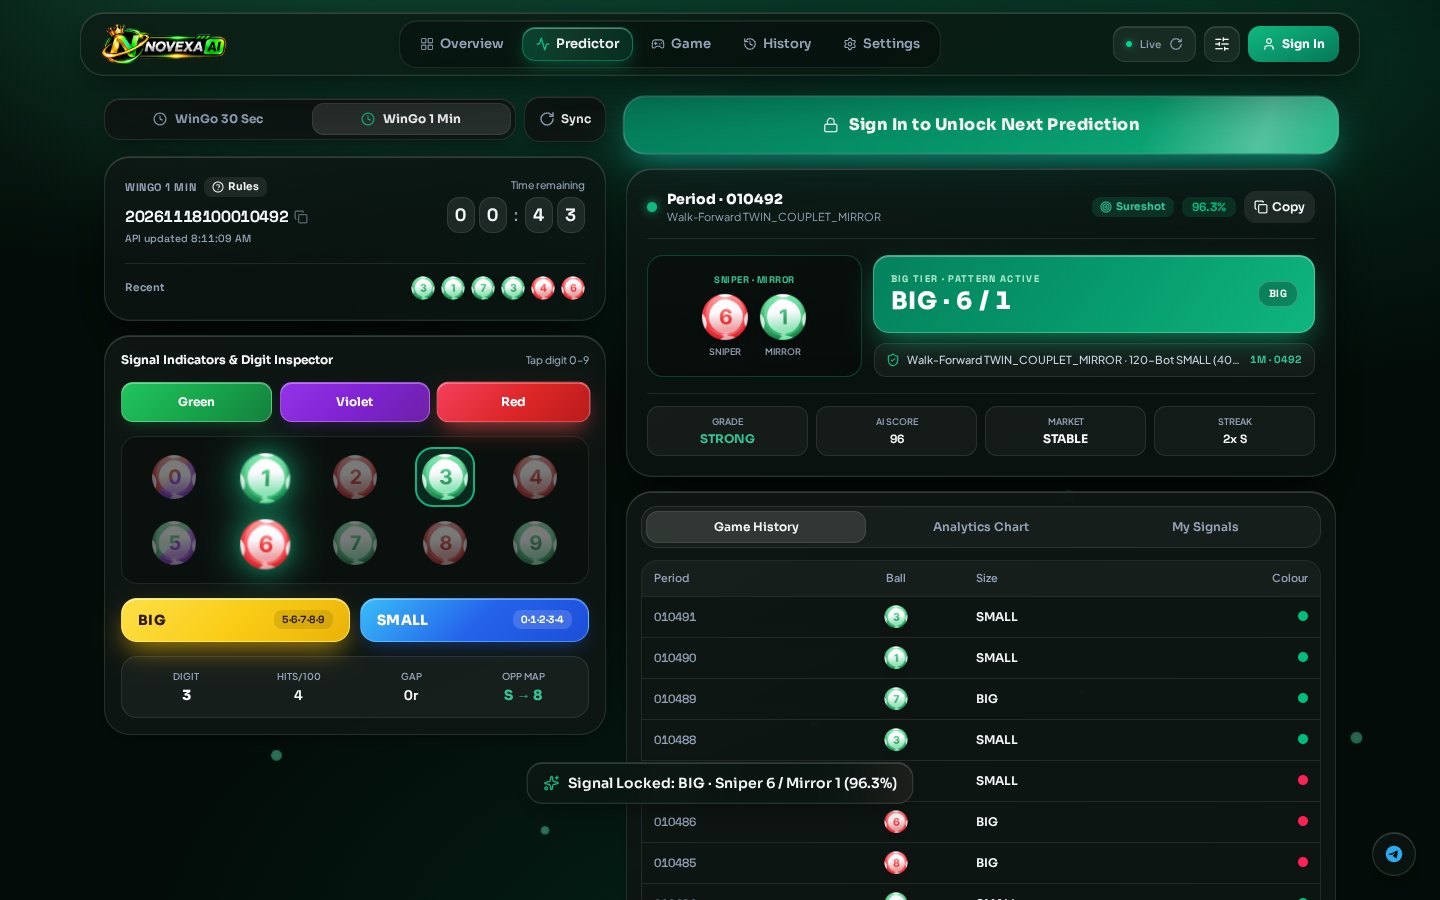 NOVEXA AI
Overview
Predictor
Game
History
Settings
Live
Sign In
WinGo 30 Sec
WinGo 1 Min
Sync
Sign In to Unlock Next Prediction
WINGO 1 MIN
Rules
Time remaining
20261118100010492
0 0 : 4 3
API updated 8:11:09 AM
Recent
3 1 7 3 4 6
Period · 010492
Walk-Forward TWIN_COUPLET_MIRROR
Sureshot
96.3%
Copy
SNIPER · MIRROR
6 1
SNIPER MIRROR
BIG TIER · PATTERN ACTIVE
BIG · 6 / 1
BIG
Walk-Forward TWIN_COUPLET_MIRROR · 120-Bot SMALL (40...
1M · 0492
GRADE
STRONG
AI SCORE
96
MARKET
STABLE
STREAK
2x S
Signal Indicators & Digit Inspector
Tap digit 0-9
Green
Violet
Red
0 1 2 3 4
5 6 7 8 9
BIG
5·6·7·8·9
SMALL
0·1·2·3·4
DIGIT
3
HITS/100
4
GAP
0r
OPP MAP
S → 8
Game History
Analytics Chart
My Signals
Period Ball Size Colour
010491 3 SMALL
010490 1 SMALL
010489 7 BIG
010488 3 SMALL
SMALL
Signal Locked: BIG · Sniper 6 / Mirror 1 (96.3%)
010486 6 BIG
010485 8 BIG